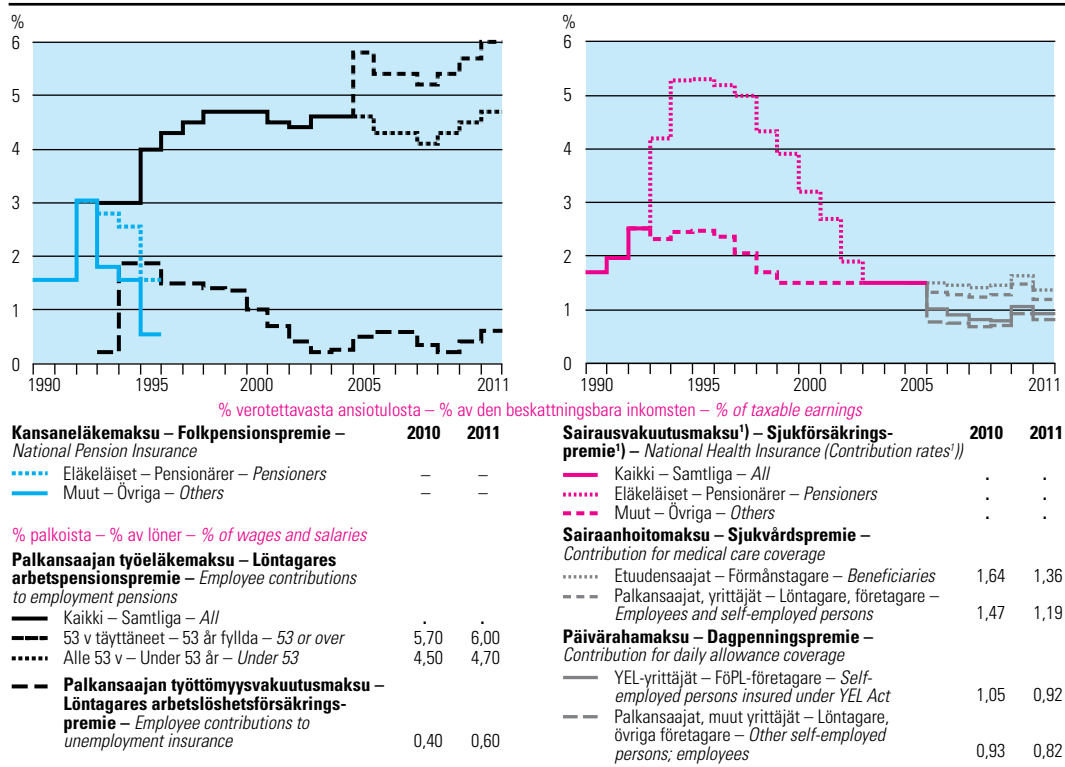 %
6
5
4
3
2
1
0
1990 1995 2000 2005 2011
%
6
5
4
3
2
1
0
1990 1995 2000 2005 2011
% verotettavasta ansiotulosta – % av den beskattningsbara inkomsten – % of taxable earnings
Kansaneläkemaksu – Folkpensionspremie – 2010 2011
National Pension Insurance
Eläkeläiset – Pensionärer – Pensioners – –
Muut – Övriga – Others – –
% palkoista – % av löner – % of wages and salaries
Palkansaajan työeläkemaksu – Löntagares
arbetspensionspremie – Employee contributions
to employment pensions
Kaikki – Samtliga – All . .
53 v täyttäneet – 53 år fyllda – 53 or over 5,70 6,00
Alle 53 v – Under 53 år – Under 53 4,50 4,70
Palkansaajan työttömyysvakuutusmaksu –
Löntagares arbetslöshetsförsäkrings-
premie – Employee contributions to
unemployment insurance 0,40 0,60
Sairausvakuutusmaksu¹) – Sjukförsäkrings- 2010 2011
premie¹) – National Health Insurance (Contribution rates¹))
Kaikki – Samtliga – All . .
Eläkeläiset – Pensionärer – Pensioners . .
Muut – Övriga – Others . .
Sairaanhoitomaksu – Sjukvårdspremie –
Contribution for medical care coverage
Etuudensaajat – Förmånstagare – Beneficiaries 1,64 1,36
Palkansaajat, yrittäjät – Löntagare, företagare –
Employees and self-employed persons 1,47 1,19
Päivärahamaksu – Dagpenningspremie –
Contribution for daily allowance coverage
YEL-yrittäjät – FöPL-företagare – Self-
employed persons insured under YEL Act 1,05 0,92
Palkansaajat, muut yrittäjät – Löntagare,
övriga företagare – Other self-employed
persons; employees 0,93 0,82